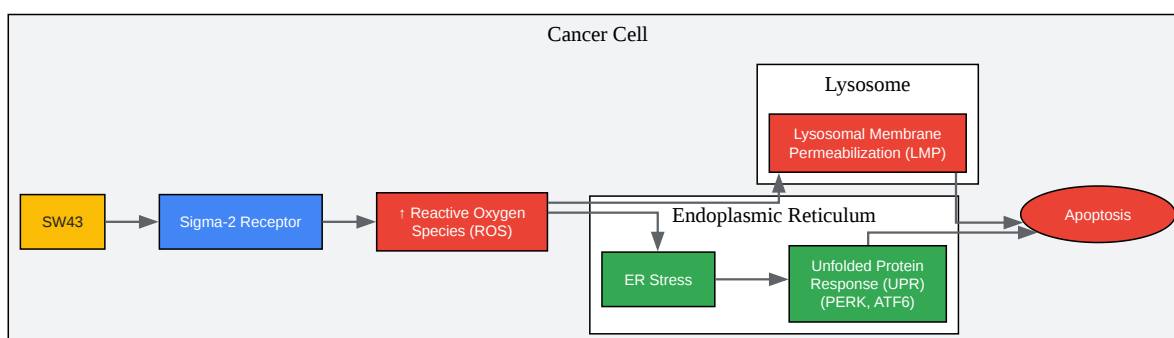 Cancer Cell
Lysosome
Lysosomal Membrane
Permeabilization (LMP)
SW43
Sigma-2 Receptor
↑ Reactive Oxygen
Species (ROS)
Endoplasmic Reticulum
ER Stress
Unfolded Protein
Response (UPR)
(PERK, ATF6)
Apoptosis